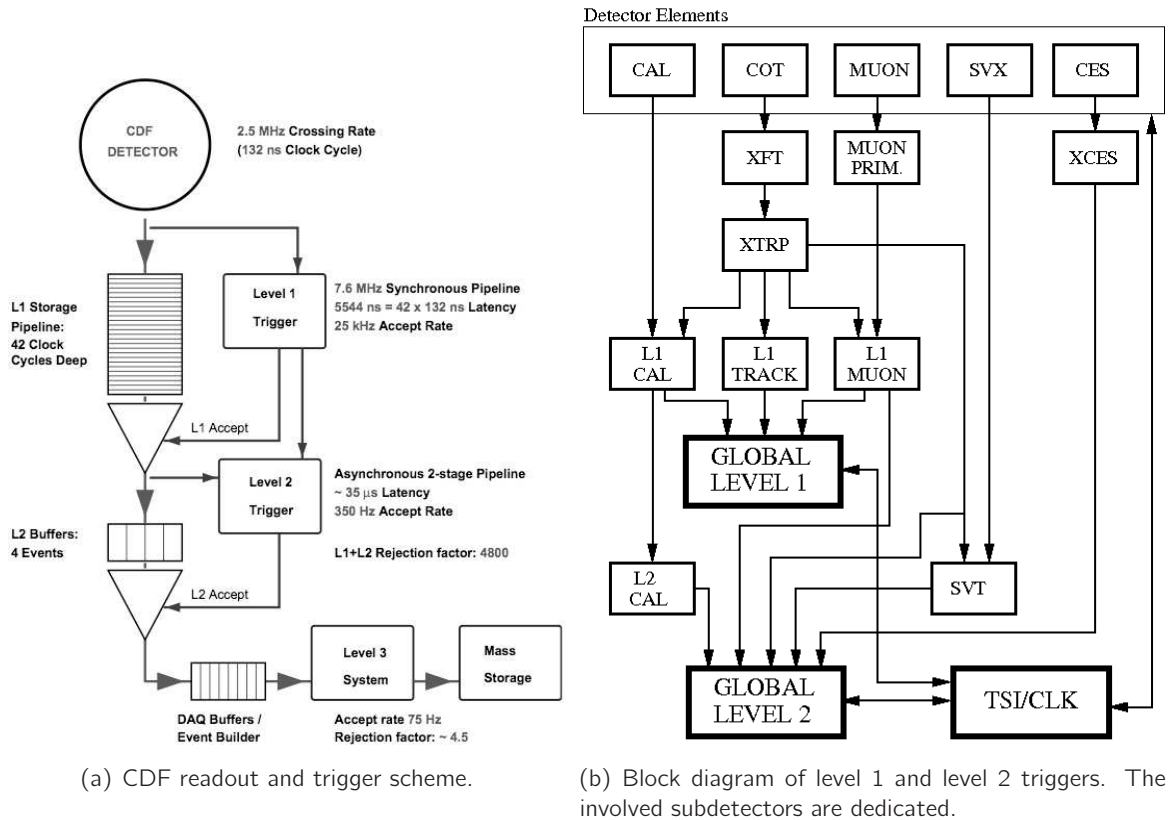 CDF
DETECTOR
2.5 MHz Crossing Rate
(132 ns Clock Cycle)
L1 Storage
Pipeline:
42 Clock
Cycles Deep
Level 1
Trigger
7.6 MHz Synchronous Pipeline
5544 ns = 42 x 132 ns Latency
25 kHz Accept Rate
L1 Accept
Level 2
Trigger
Asynchronous 2-stage Pipeline
~ 35 μs Latency
350 Hz Accept Rate
L2 Buffers:
4 Events
L1+L2 Rejection factor: 4800
L2 Accept
Level 3
System
Mass
Storage
DAQ Buffers /
Event Builder
Accept rate 75 Hz
Rejection factor: ~ 4.5
(a) CDF readout and trigger scheme.
Detector Elements
CAL
COT
MUON
SVX
CES
XFT
MUON
PRIM.
XCES
XTRP
L1
CAL
L1
TRACK
L1
MUON
GLOBAL
LEVEL 1
L2
CAL
SVT
GLOBAL
LEVEL 2
TSI/CLK
(b) Block diagram of level 1 and level 2 triggers. The
involved subdetectors are dedicated.